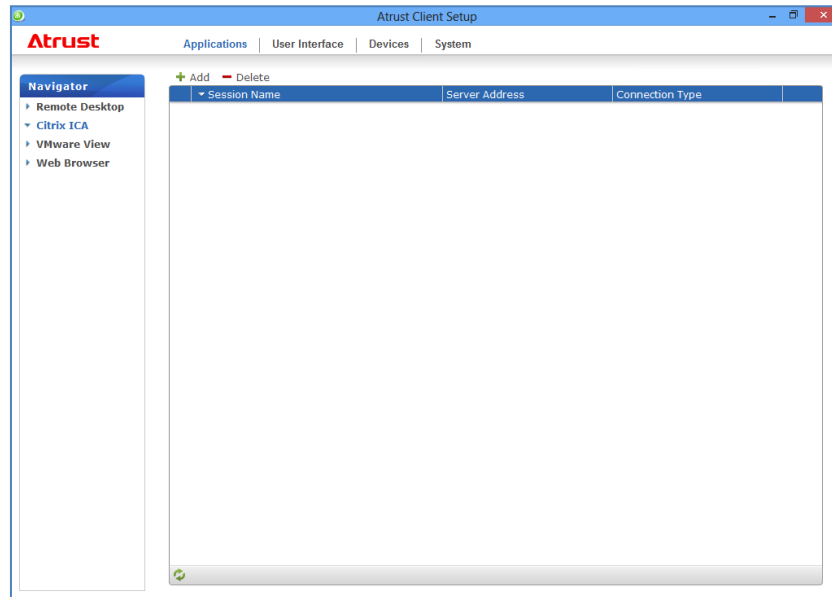 Atrust Client Setup
Atrust
Applications User Interface Devices System
Navigator
Remote Desktop
Citrix ICA
VMware View
Web Browser
Add Delete
Session Name Server Address Connection Type